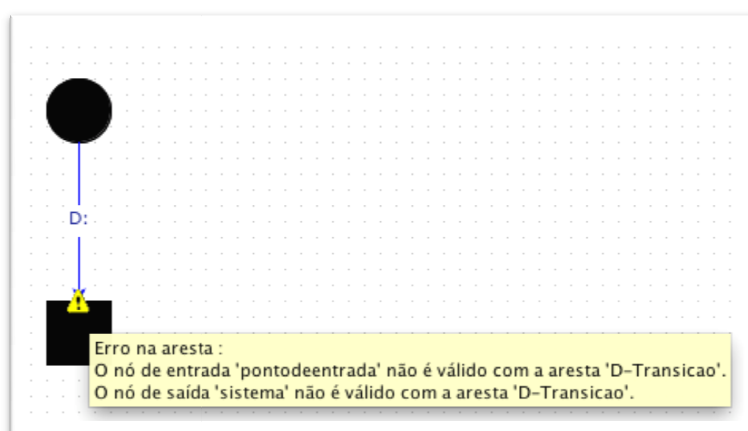 D:
Erro na aresta :
O nó de entrada 'pontodeentrada' não é válido com a aresta 'D-Transicao'.
O nó de saída 'sistema' não é válido com a aresta 'D-Transicao'.